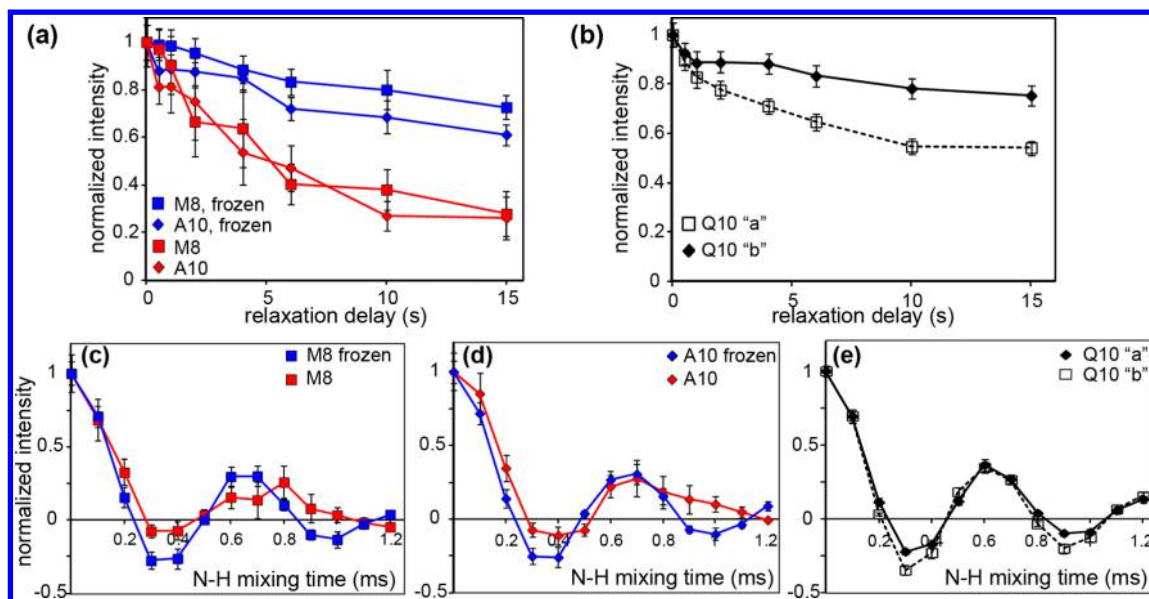 (a)
normalized intensity
1
0.8
0.6
0.4
0.2
0
M8, frozen
A10, frozen
M8
A10
0
5
10
15
relaxation delay (s)
(b)
normalized intensity
1
0.8
0.6
0.4
0.2
0
Q10 "a"
Q10 "b"
0
5
10
15
relaxation delay (s)
(c)
normalized intensity
M8 frozen
M8
1
0.5
0
-0.5
0.2
0.4
0.6
0.8
1
1.2
N-H mixing time (ms)
(d)
A10 frozen
A10
1
0.5
0
-0.5
0.2
0.4
0.6
0.8
1
1.2
N-H mixing time (ms)
(e)
Q10 "a"
Q10 "b"
1
0.5
0
-0.5
0.2
0.4
0.6
0.8
1
1.2
N-H mixing time (ms)